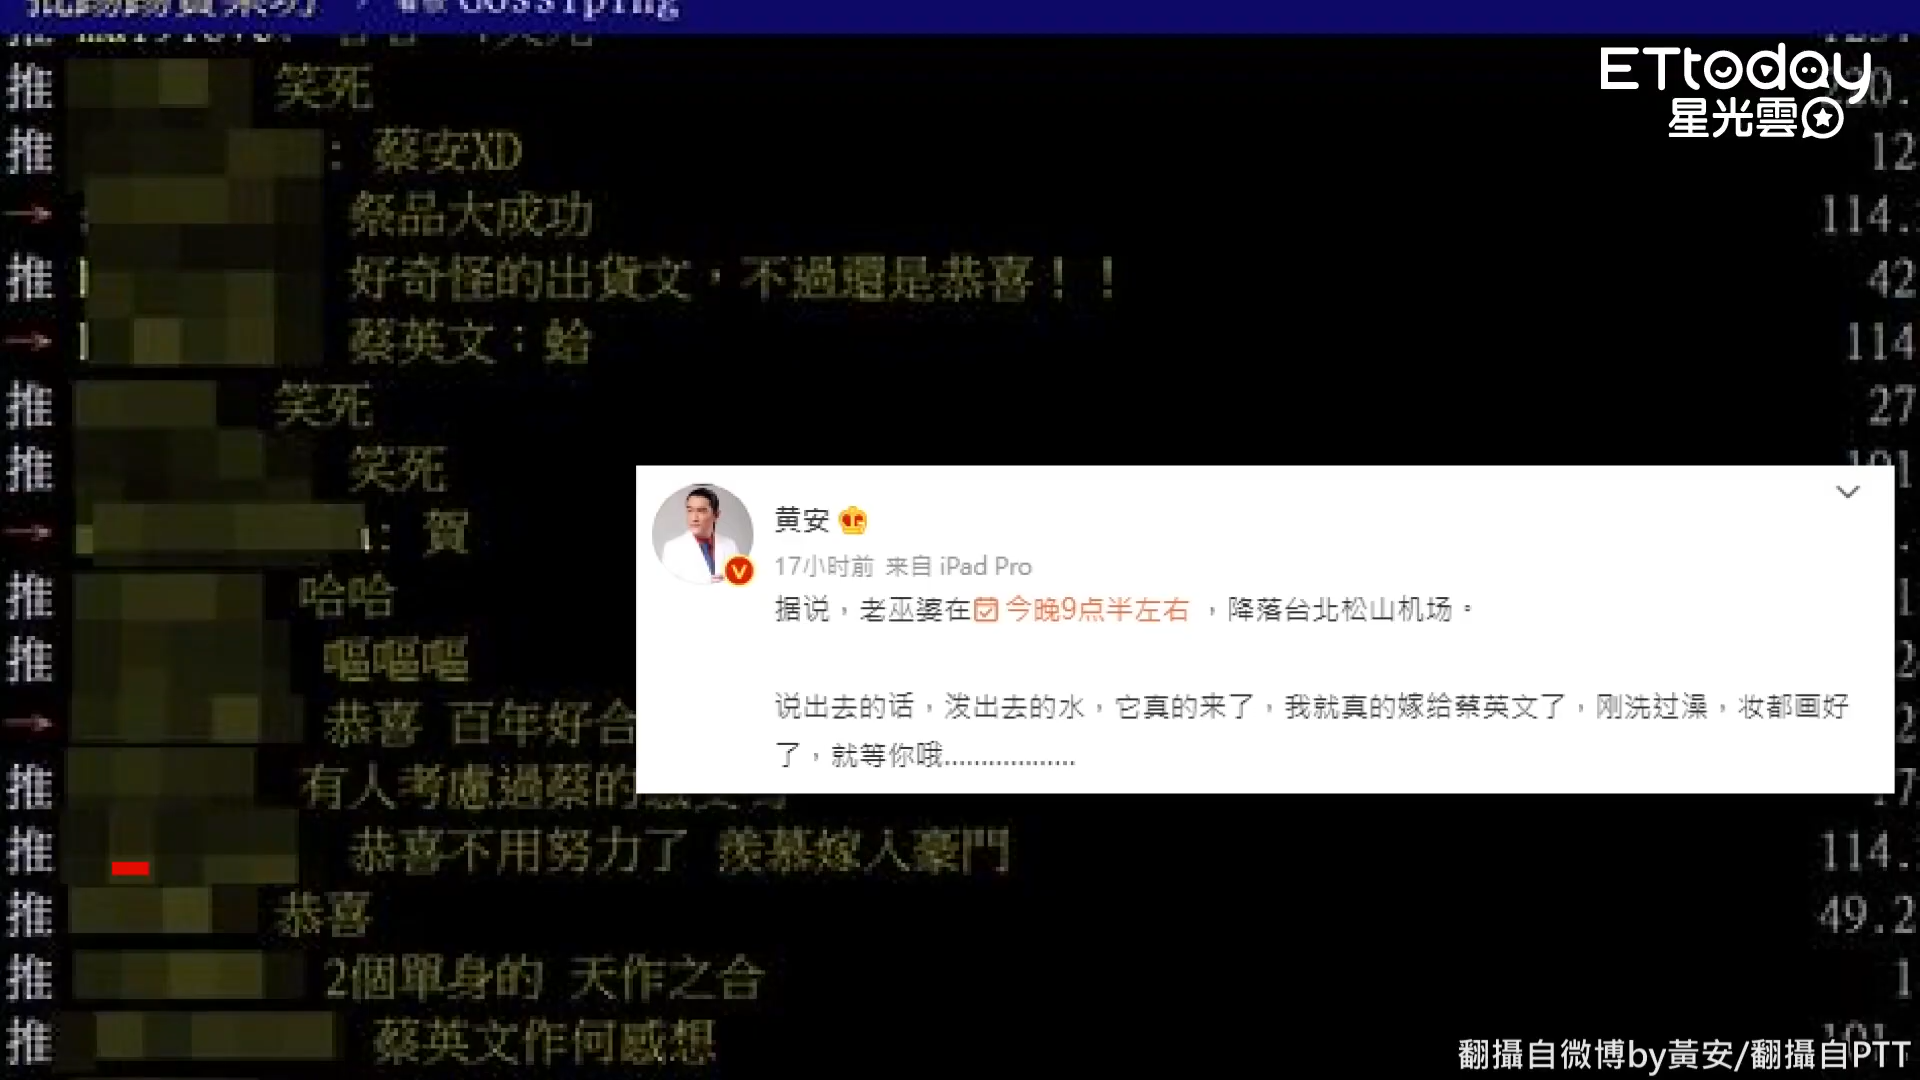 Gossiping
ETtoday
星光雲
推 笑死
推 : 蔡安XD 12
→ 祭品大成功 114.
推 好奇怪的出貨文，不過還是恭喜！！ 42
→ 蔡英文：蛤 114
推 笑死 27
推 笑死
→ : 賀
推 哈哈
推 嘔嘔嘔
→ 恭喜 百年好合
推 有人考慮過蔡的
推 恭喜不用努力了 羨慕嫁入豪門 114.
推 恭喜 49.2
推 2個單身的 天作之合 1
推 蔡英文作何感想
黄安
17小时前 来自 iPad Pro
据说，老巫婆在今晚9点半左右 ，降落台北松山机场。
说出去的话，泼出去的水，它真的来了，我就真的嫁给蔡英文了，刚洗过澡，妆都画好
了，就等你哦..................
翻攝自微博by黃安/翻攝自PTT